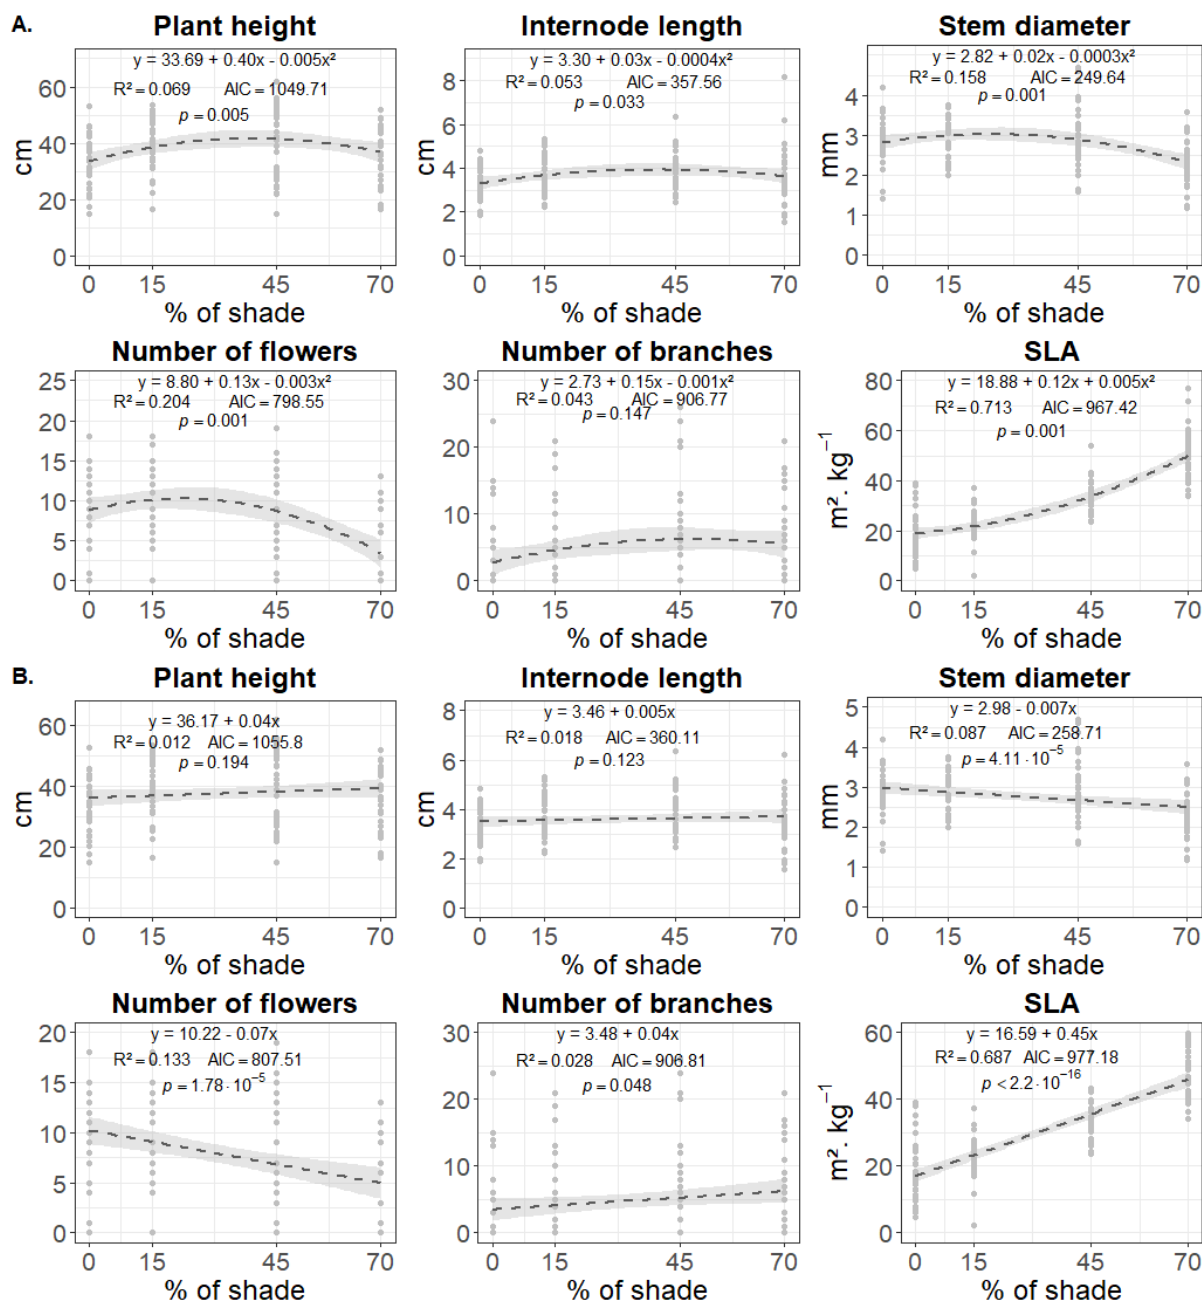 A.
Plant height
y = 33.69 + 0.40x - 0.005x²
R² = 0.069 AIC = 1049.71
p = 0.005
60
40
20
0
cm
0 15 45 70
% of shade
Internode length
y = 3.30 + 0.03x - 0.0004x²
R² = 0.053 AIC = 357.56
p = 0.033
8
6
4
2
0
cm
0 15 45 70
% of shade
Stem diameter
y = 2.82 + 0.02x - 0.0003x²
R² = 0.158 AIC = 249.64
p = 0.001
4
3
2
1
0
mm
0 15 45 70
% of shade
Number of flowers
y = 8.80 + 0.13x - 0.003x²
R² = 0.204 AIC = 798.55
p = 0.001
25
20
15
10
5
0
0 15 45 70
% of shade
Number of branches
y = 2.73 + 0.15x - 0.001x²
R² = 0.043 AIC = 906.77
p = 0.147
30
20
10
0
0 15 45 70
% of shade
SLA
y = 18.88 + 0.12x + 0.005x²
R² = 0.713 AIC = 967.42
p = 0.001
80
60
40
20
0
m². kg⁻¹
0 15 45 70
% of shade
B.
Plant height
y = 36.17 + 0.04x
R² = 0.012 AIC = 1055.8
p = 0.194
60
40
20
0
cm
0 15 45 70
% of shade
Internode length
y = 3.46 + 0.005x
R² = 0.018 AIC = 360.11
p = 0.123
8
6
4
2
0
cm
0 15 45 70
% of shade
Stem diameter
y = 2.98 - 0.007x
R² = 0.087 AIC = 258.71
p = 4.11 · 10⁻⁵
5
4
3
2
1
0
mm
0 15 45 70
% of shade
Number of flowers
y = 10.22 - 0.07x
R² = 0.133 AIC = 807.51
p = 1.78 · 10⁻⁵
20
15
10
5
0
0 15 45 70
% of shade
Number of branches
y = 3.48 + 0.04x
R² = 0.028 AIC = 906.81
p = 0.048
30
20
10
0
0 15 45 70
% of shade
SLA
y = 16.59 + 0.45x
R² = 0.687 AIC = 977.18
p < 2.2 · 10⁻¹⁶
60
40
20
0
m². kg⁻¹
0 15 45 70
% of shade